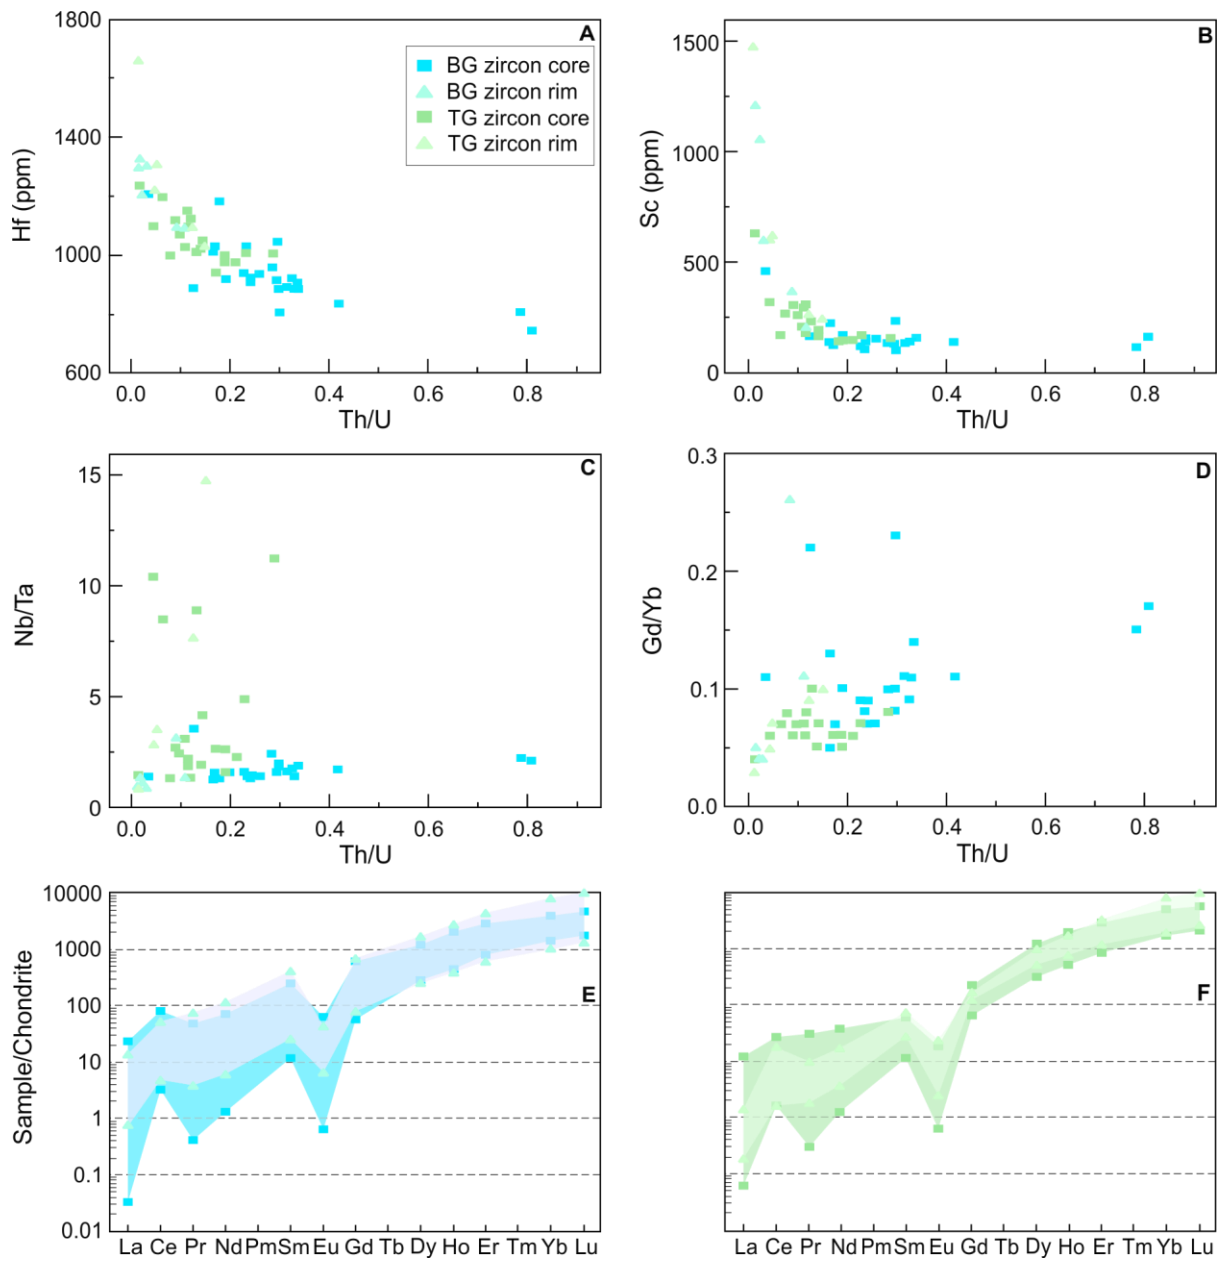 A
Hf (ppm)
1800
1400
1000
600
BG zircon core
BG zircon rim
TG zircon core
TG zircon rim
0.0 0.2 0.4 0.6 0.8
Th/U
B
Sc (ppm)
1500
1000
500
0
0.0 0.2 0.4 0.6 0.8
Th/U
C
Nb/Ta
15
10
5
0
0.0 0.2 0.4 0.6 0.8
Th/U
D
Gd/Yb
0.3
0.2
0.1
0.0
0.0 0.2 0.4 0.6 0.8
Th/U
E
Sample/Chondrite
10000
1000
100
10
1
0.1
0.01
La Ce Pr Nd Pm Sm Eu Gd Tb Dy Ho Er Tm Yb Lu
F
La Ce Pr Nd Pm Sm Eu Gd Tb Dy Ho Er Tm Yb Lu